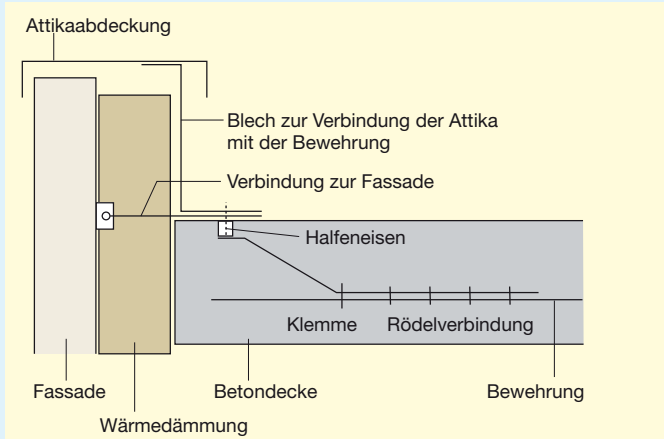 Attikaabdeckung
Blech zur Verbindung der Attika
mit der Bewehrung
Verbindung zur Fassade
Halfeneisen
Klemme
Rödelverbindung
Fassade
Betondecke
Bewehrung
Wärmedämmung